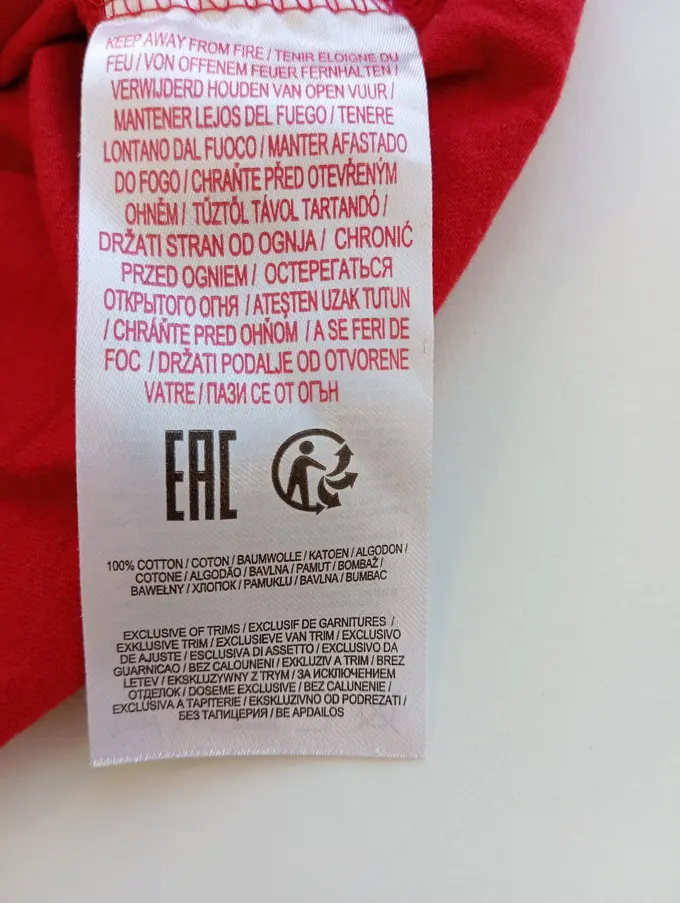 KEEP AWAY FROM FIRE / TENIR ÉLOIGNE DU
FEU / VON OFFENEM FEUER FERNHALTEN /
VERWIJDERD HOUDEN VAN OPEN VUUR /
MANTENER LEJOS DEL FUEGO / TENERE
LONTANO DAL FUOCO / MANTER AFASTADO
DO FOGO / CHRAŇTE PŘED OTEVŘENÝM
OHNĚM / TŰZTŐL TÁVOL TARTANDÓ /
DRŽATI STRAN OD OGNJA / CHRONIĆ
PRZED OGNIEM / ОСТЕРЕГАТЬСЯ
ОТКРЫТОГО ОГНЯ / ATEŞTEN UZAK TUTUN
/ CHRÁŇTE PRED OHŇOM / A SE FERI DE
FOC / DRŽATI PODALJE OD OTVORENE
VATRE / ПАЗИ СЕ ОТ ОГЪН
EAC
100% COTTON / COTON / BAUMWOLLE / KATOEN / ALGODON /
COTONE / ALGODÃO / BAVLNA / PAMUT / BOMBAŽ /
BAWEŁNY / ХЛОПОК / PAMUKLU / BAVLNA / BUMBAC
EXCLUSIVE OF TRIMS / EXCLUSIF DE GARNITURES /
EXKLUSIVE TRIM / EXCLUSIEVE VAN TRIM / EXCLUSIVO
DE AJUSTE / ESCLUSIVA DI ASSETTO / EXCLUSIVO DA
GUARNICAO / BEZ CALOUNENI / EXKLUZIV A TRIM / BREZ
LETEV / EKSKLUZYWNY Z TRYM / ЗА ИСКЛЮЧЕНИЕМ
ОТДЕЛОК / DOSEME EXCLUSIVE / BEZ CALUNENIE /
EXCLUSIVA A TAPITERIE / EKSKLUZIVNO OD PODREZATI /
БЕЗ ТАПИЦЕРИЯ / BE APDAILOS